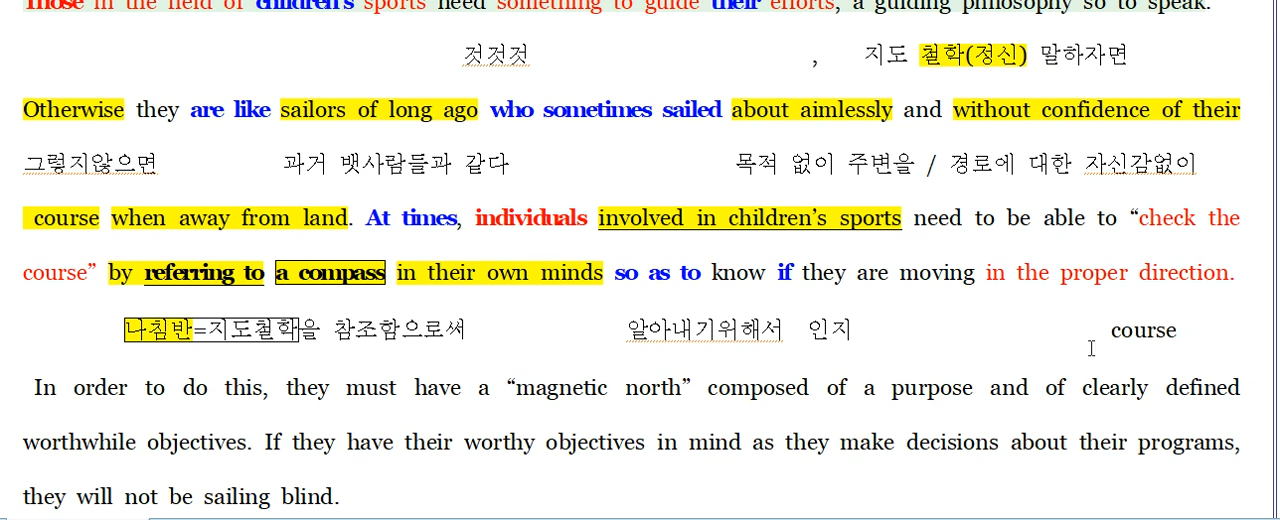 Those in the field of children's sports need something to guide their efforts, a guiding philosophy so to speak.
것것것 , 지도 철학(정신) 말하자면
Otherwise they are like sailors of long ago who sometimes sailed about aimlessly and without confidence of their
그렇지않으면 과거 뱃사람들과 같다 목적 없이 주변을 / 경로에 대한 자신감없이
course when away from land. At times, individuals involved in children’s sports need to be able to “check the
course” by referring to a compass in their own minds so as to know if they are moving in the proper direction.
나침반=지도철학을 참조함으로써 알아내기위해서 인지 course
In order to do this, they must have a “magnetic north” composed of a purpose and of clearly defined
worthwhile objectives. If they have their worthy objectives in mind as they make decisions about their programs,
they will not be sailing blind.